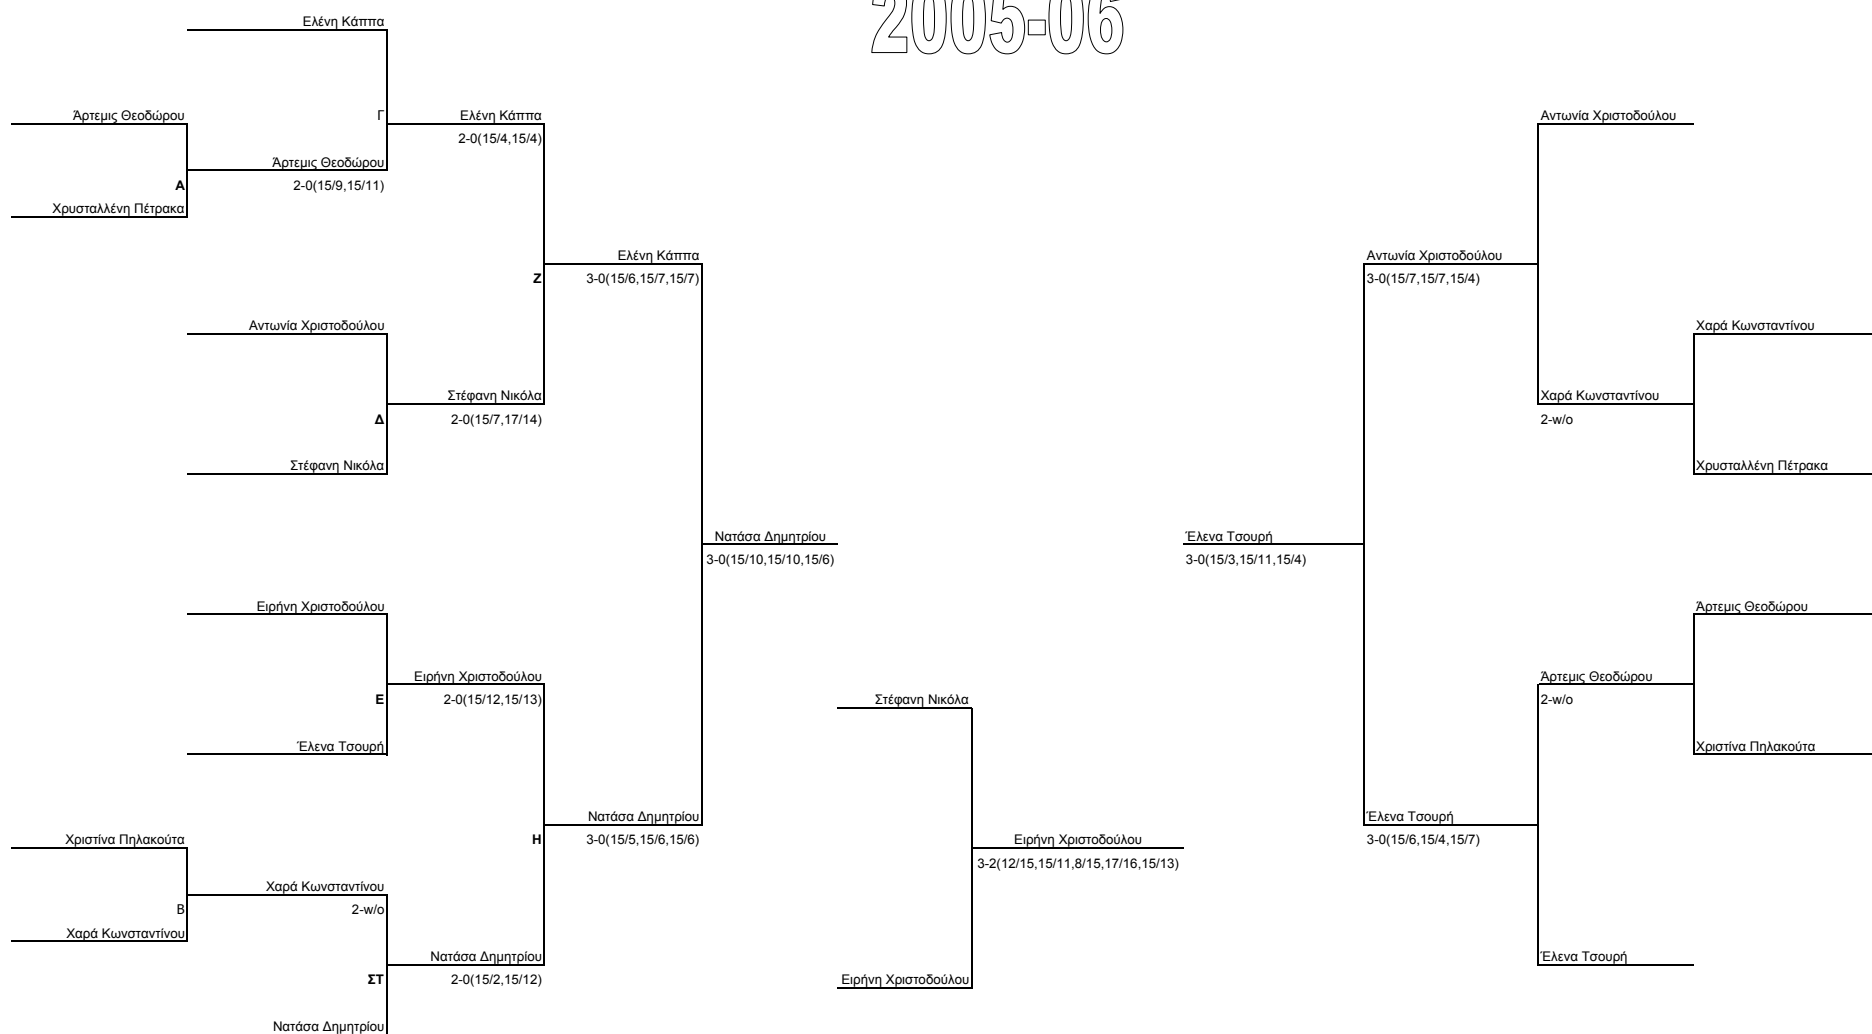 2005-06
Ελένη Κάππα
Άρτεμις Θεοδώρου
Γ
Ελένη Κάππα
Αντωνία Χριστοδούλου
2-0(15/4,15/4)
Άρτεμις Θεοδώρου
Α
2-0(15/9,15/11)
Χρυσταλλένη Πέτρακα
Ελένη Κάππα
Αντωνία Χριστοδούλου
Ζ
3-0(15/6,15/7,15/7)
3-0(15/7,15/7,15/4)
Αντωνία Χριστοδούλου
Χαρά Κωνσταντίνου
Στέφανη Νικόλα
Χαρά Κωνσταντίνου
Δ
2-0(15/7,17/14)
2-w/o
Στέφανη Νικόλα
Χρυσταλλένη Πέτρακα
Νατάσα Δημητρίου
Έλενα Τσουρή
3-0(15/10,15/10,15/6)
3-0(15/3,15/11,15/4)
Ειρήνη Χριστοδούλου
Άρτεμις Θεοδώρου
Ειρήνη Χριστοδούλου
Άρτεμις Θεοδώρου
Ε
2-0(15/12,15/13)
Στέφανη Νικόλα
2-w/o
Έλενα Τσουρή
Χριστίνα Πηλακούτα
Νατάσα Δημητρίου
Έλενα Τσουρή
Χριστίνα Πηλακούτα
Η
3-0(15/5,15/6,15/6)
Ειρήνη Χριστοδούλου
3-0(15/6,15/4,15/7)
3-2(12/15,15/11,8/15,17/16,15/13)
Χαρά Κωνσταντίνου
Β
2-w/o
Χαρά Κωνσταντίνου
Νατάσα Δημητρίου
Έλενα Τσουρή
ΣΤ
2-0(15/2,15/12)
Ειρήνη Χριστοδούλου
Νατάσα Δημητρίου